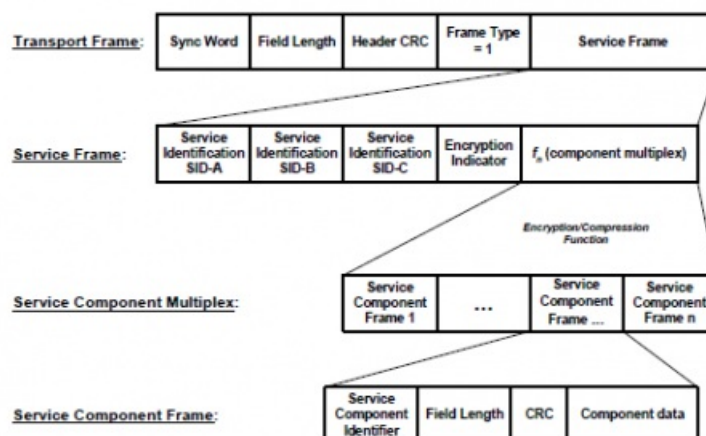 Transport Frame:
Sync Word
Field Length
Header CRC
Frame Type
= 1
Service Frame
Service Frame:
Service
Identification
SID-A
Service
Identification
SID-B
Service
Identification
SID-C
Encryption
Indicator
fn (component multiplex)
Encryption/Compression
Function
Service Component Multiplex:
Service
Component
Frame 1
...
Service
Component
Frame ...
Service
Component
Frame n
Service Component Frame:
Service
Component
Identifier
Field Length
CRC
Component data